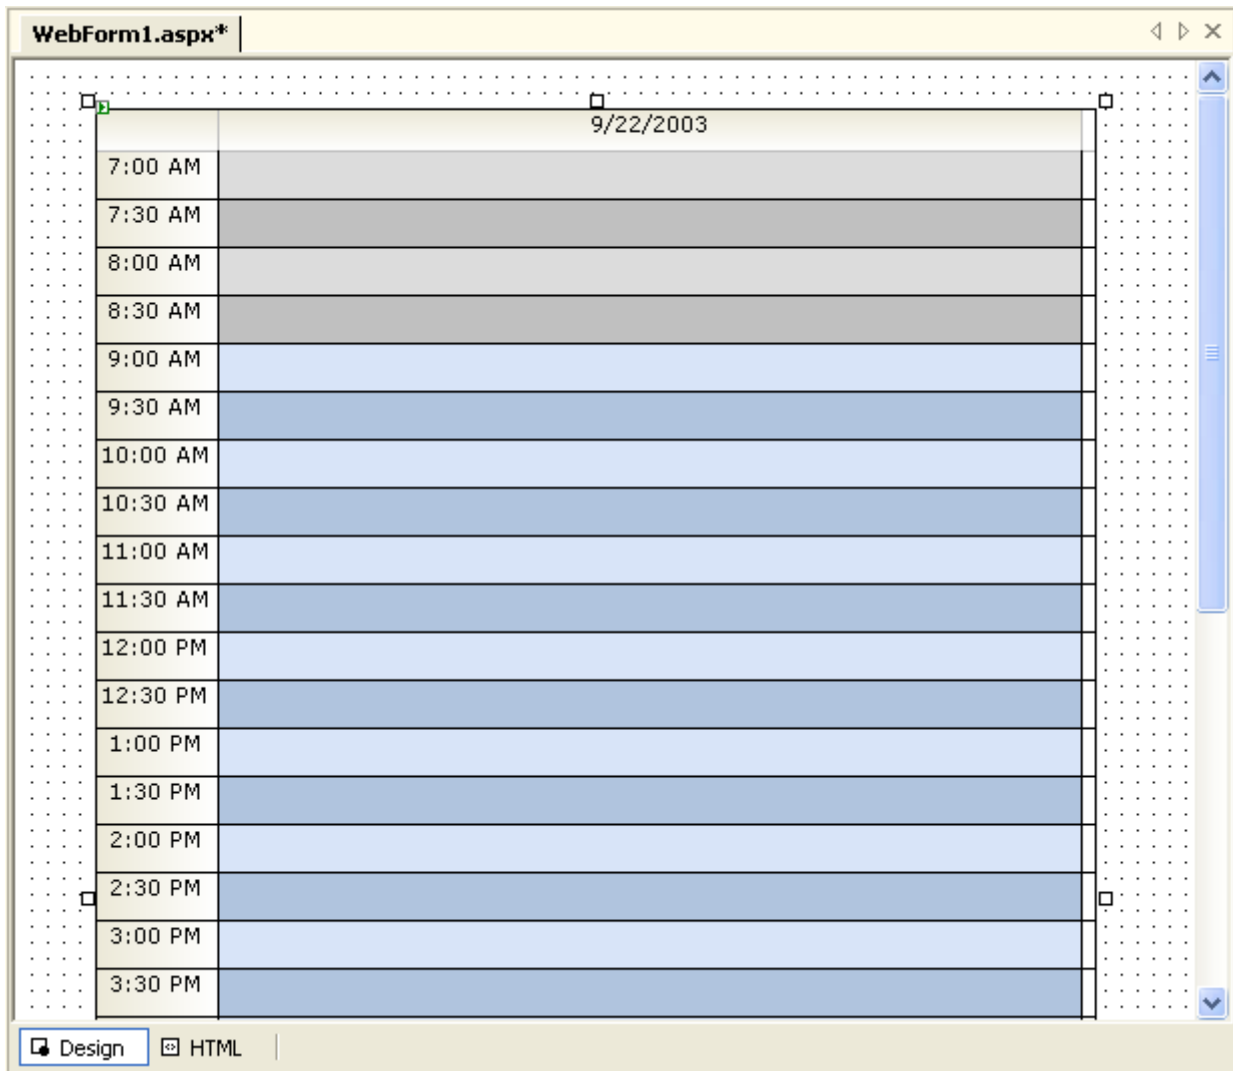 WebForm1.aspx*
9/22/2003
7:00 AM
7:30 AM
8:00 AM
8:30 AM
9:00 AM
9:30 AM
10:00 AM
10:30 AM
11:00 AM
11:30 AM
12:00 PM
12:30 PM
1:00 PM
1:30 PM
2:00 PM
2:30 PM
3:00 PM
3:30 PM
Design HTML